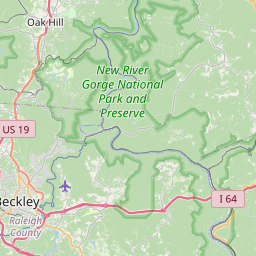 Oak Hill
New River
Gorge National
Park and
Preserve
US 19
Beckley
I 64
Raleigh
County